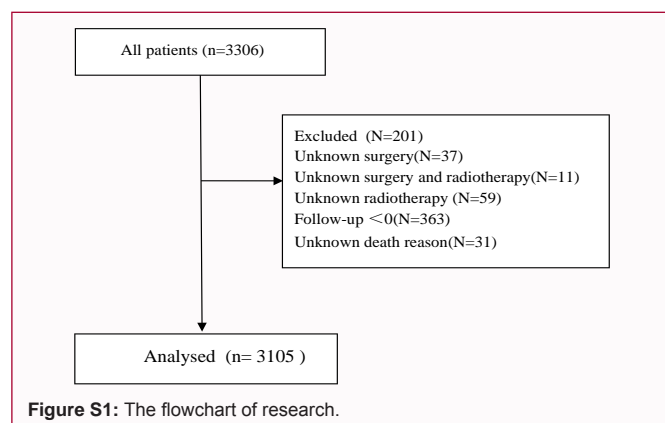 All patients (n=3306)
Excluded (N=201)
Unknown surgery(N=37)
Unknown surgery and radiotherapy(N=11)
Unknown radiotherapy (N=59)
Follow-up <0(N=363)
Unknown death reason(N=31)
Analysed (n= 3105 )
Figure S1: The flowchart of research.